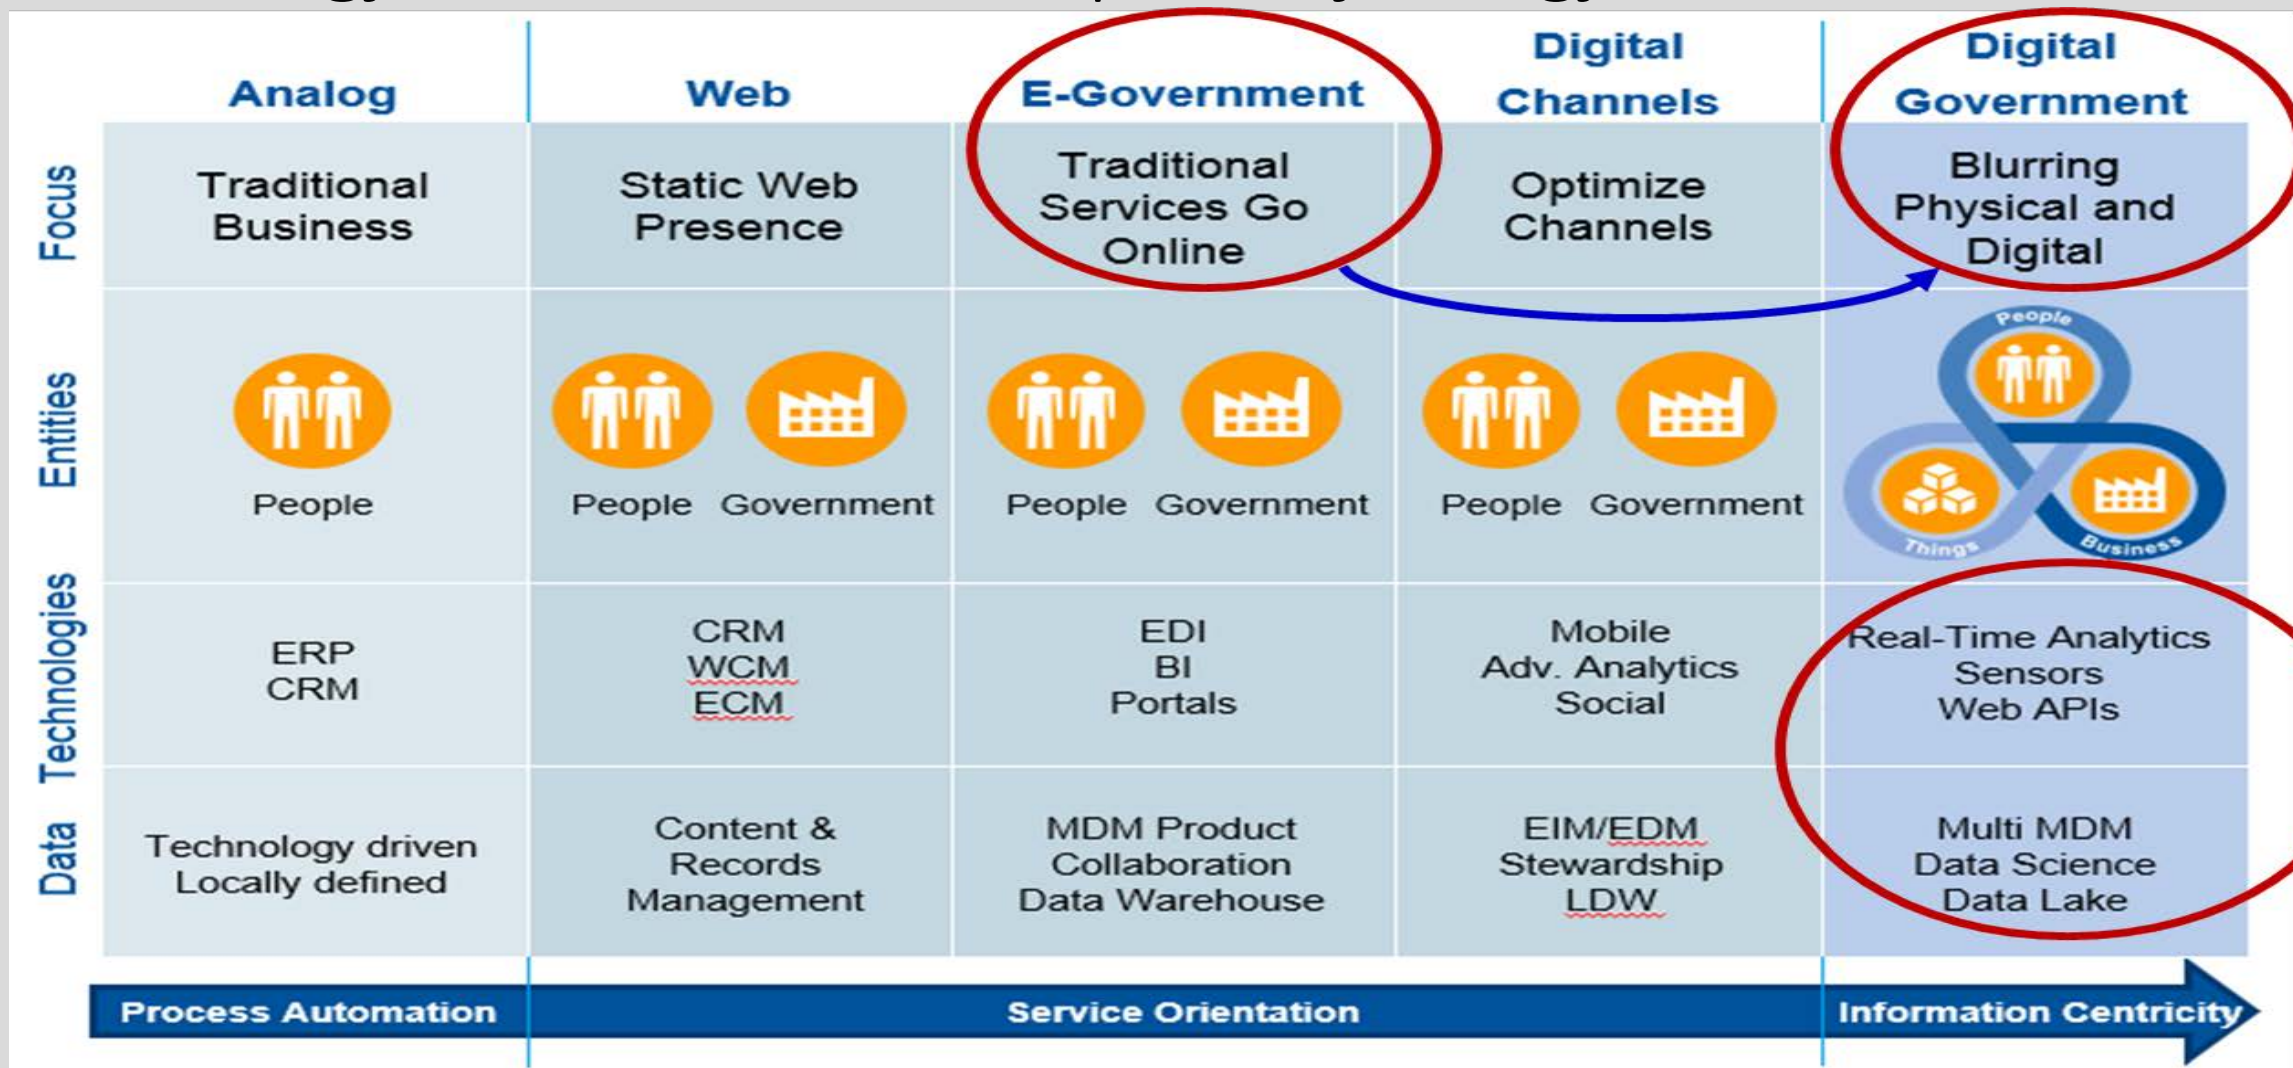 Digital
Digital
Analog
Web
E-Government
Channels
Government
Focus
Traditional
Business
Static Web
Presence
Traditional
Services Go
Online
Optimize
Channels
Blurring
Physical and
Digital
Entities
People
People Government
People Government
People Government
People
Things
Business
Technologies
ERP
CRM
CRM
WCM
ECM
EDI
BI
Portals
Mobile
Adv. Analytics
Social
Real-Time Analytics
Sensors
Web APIs
Data
Technology driven
Locally defined
Content &
Records
Management
MDM Product
Collaboration
Data Warehouse
EIM/EDM
Stewardship
LDW
Multi MDM
Data Science
Data Lake
Process Automation
Service Orientation
Information Centricity